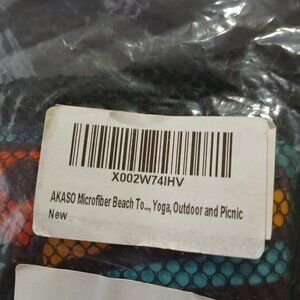 X002W74IHV
AKASO Microfiber Beach To..., Yoga, Outdoor and Picnic
New